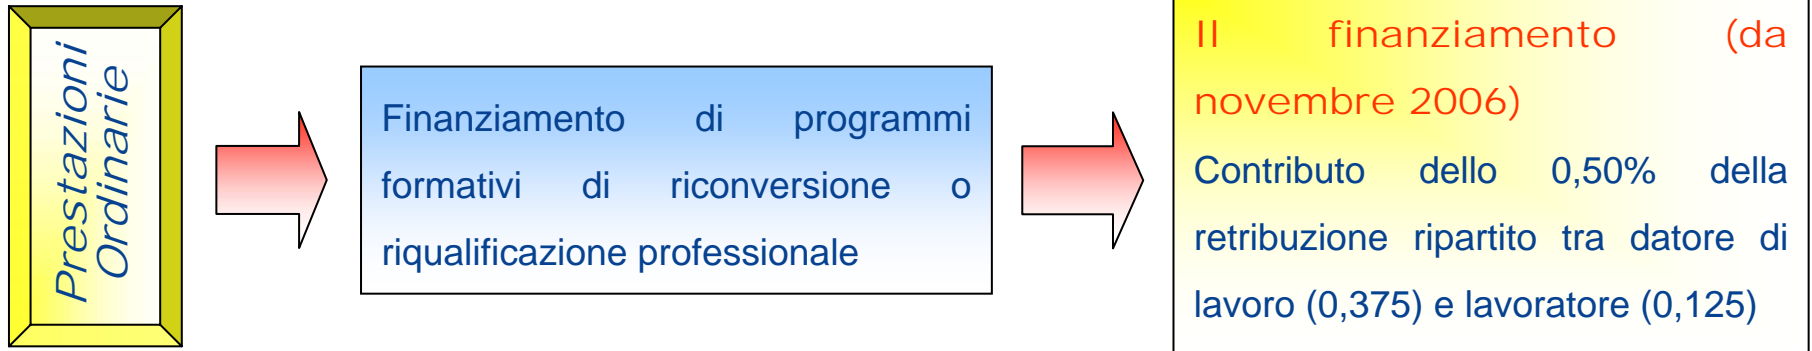 Prestazioni
Ordinarie
Finanziamento di programmi
formativi di riconversione o
riqualificazione professionale
Il finanziamento (da
novembre 2006)
Contributo dello 0,50% della
retribuzione ripartito tra datore di
lavoro (0,375) e lavoratore (0,125)